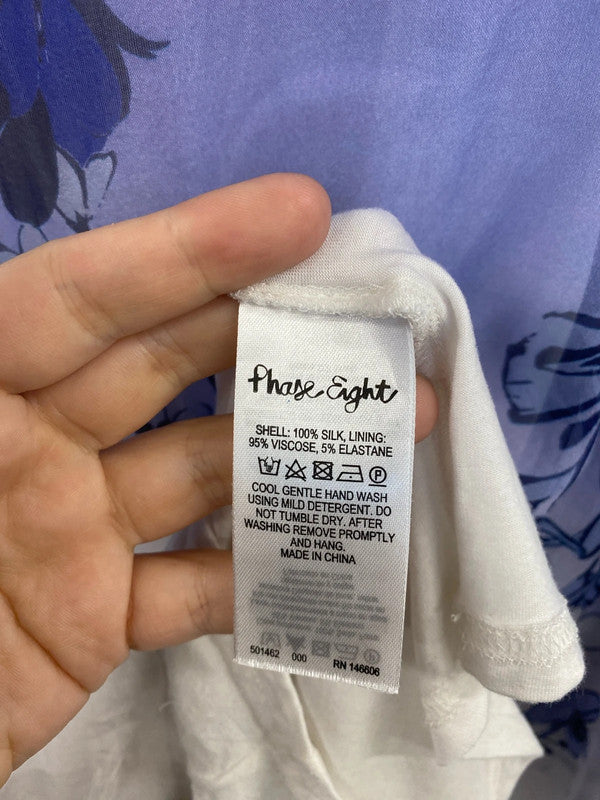 Phase Eight
SHELL: 100% SILK, LINING:
95% VISCOSE, 5% ELASTANE
COOL GENTLE HAND WASH
USING MILD DETERGENT. DO
NOT TUMBLE DRY. AFTER
WASHING REMOVE PROMPTLY
AND HANG.
MADE IN CHINA
501462 000 RN 146606